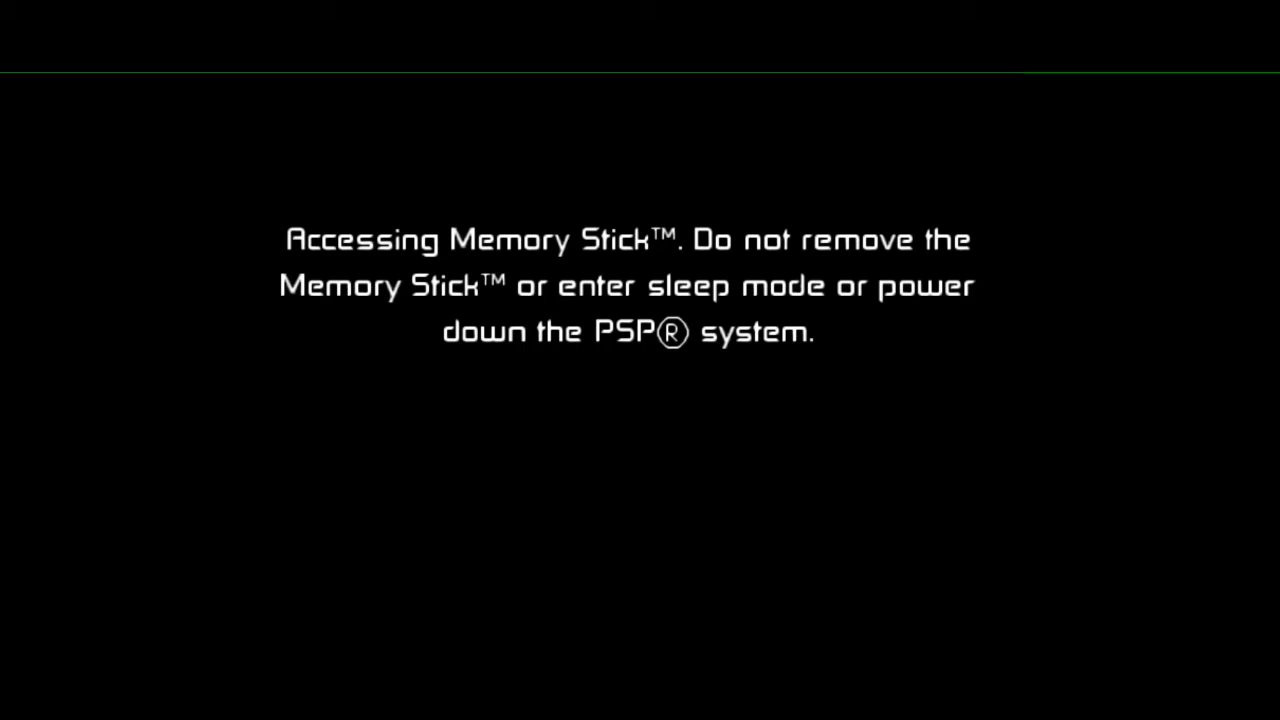 Accessing Memory Stick™. Do not remove the
Memory Stick™ or enter sleep mode or power
down the PSP® system.